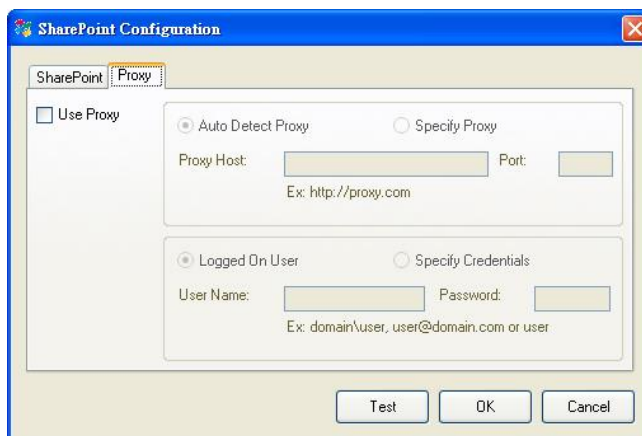 SharePoint Configuration
SharePoint Proxy
Use Proxy
Auto Detect Proxy Specify Proxy
Proxy Host: Port:
Ex: http://proxy.com
Logged On User Specify Credentials
User Name: Password:
Ex: domain\user, user@domain.com or user
Test OK Cancel